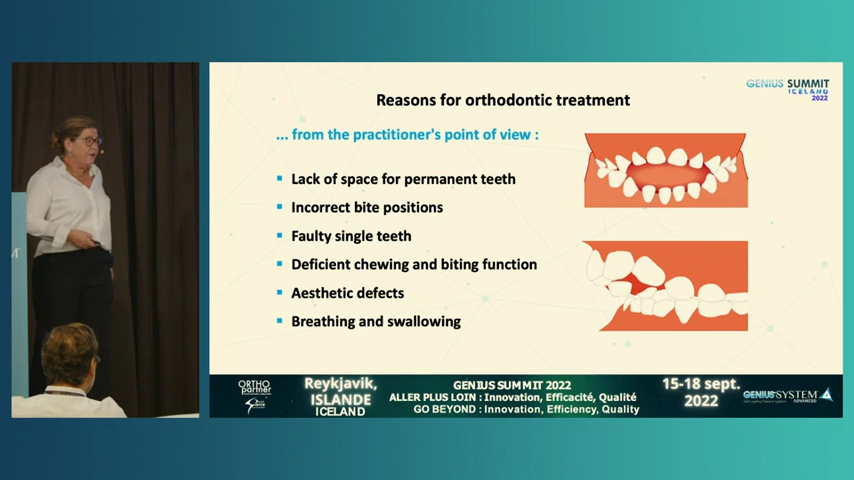 GENIUS SUMMIT
ICELAND
2022
Reasons for orthodontic treatment
... from the practitioner's point of view :
Lack of space for permanent teeth
Incorrect bite positions
Faulty single teeth
Deficient chewing and biting function
Aesthetic defects
Breathing and swallowing
ORTHO
partner
Reykjavik,
ISLANDE
ICELAND
GENIUS SUMMIT 2022
ALLER PLUS LOIN : Innovation, Efficacité, Qualité
GO BEYOND : Innovation, Efficiency, Quality
15-18 sept.
2022
GENIUS SYSTEM
ADVANCED